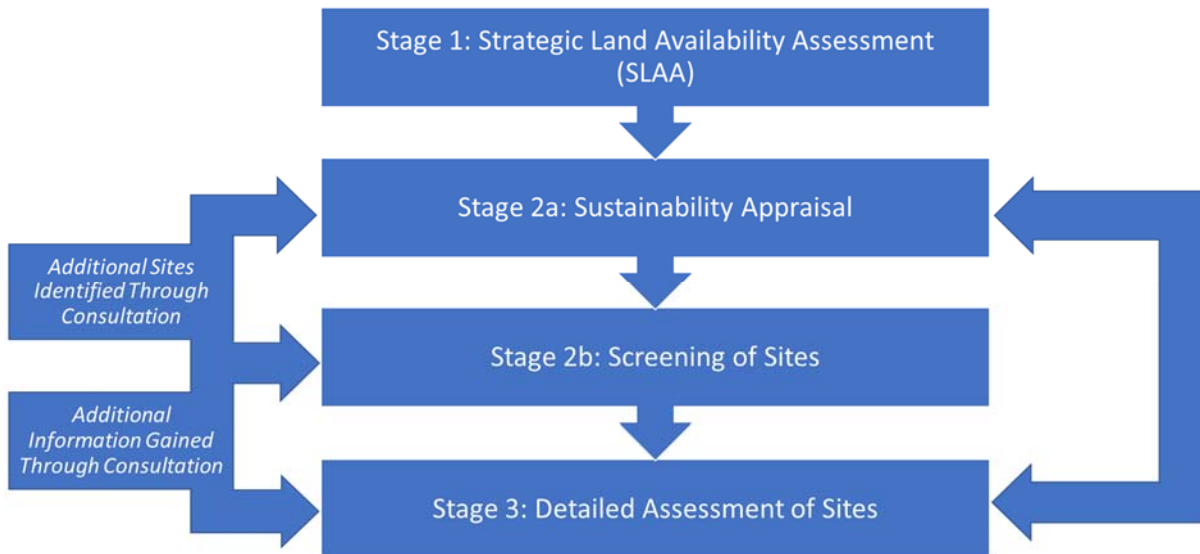 Stage 1: Strategic Land Availability Assessment
(SLAA)
Stage 2a: Sustainability Appraisal
Additional Sites
Identified Through
Consultation
Stage 2b: Screening of Sites
Additional
Information Gained
Through Consultation
Stage 3: Detailed Assessment of Sites